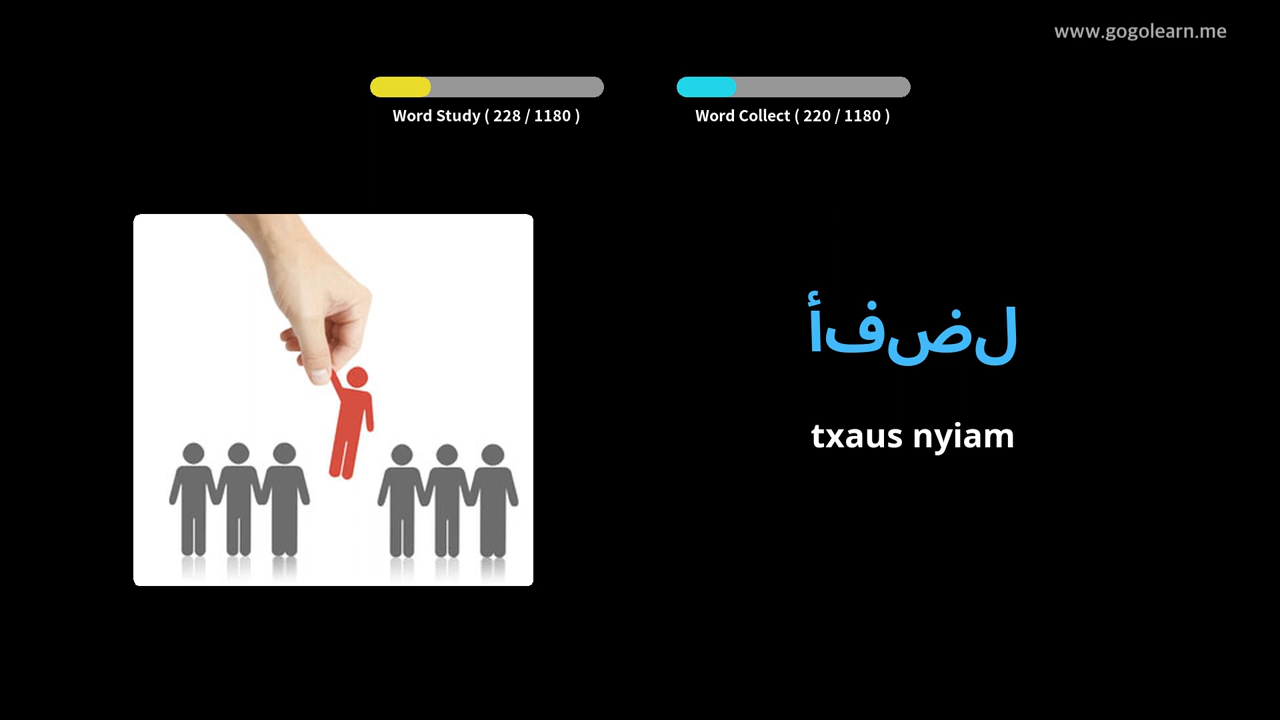 www.gogolearn.me
Word Study ( 228 / 1180 )
Word Collect ( 220 / 1180 )
لضفأ
txaus nyiam